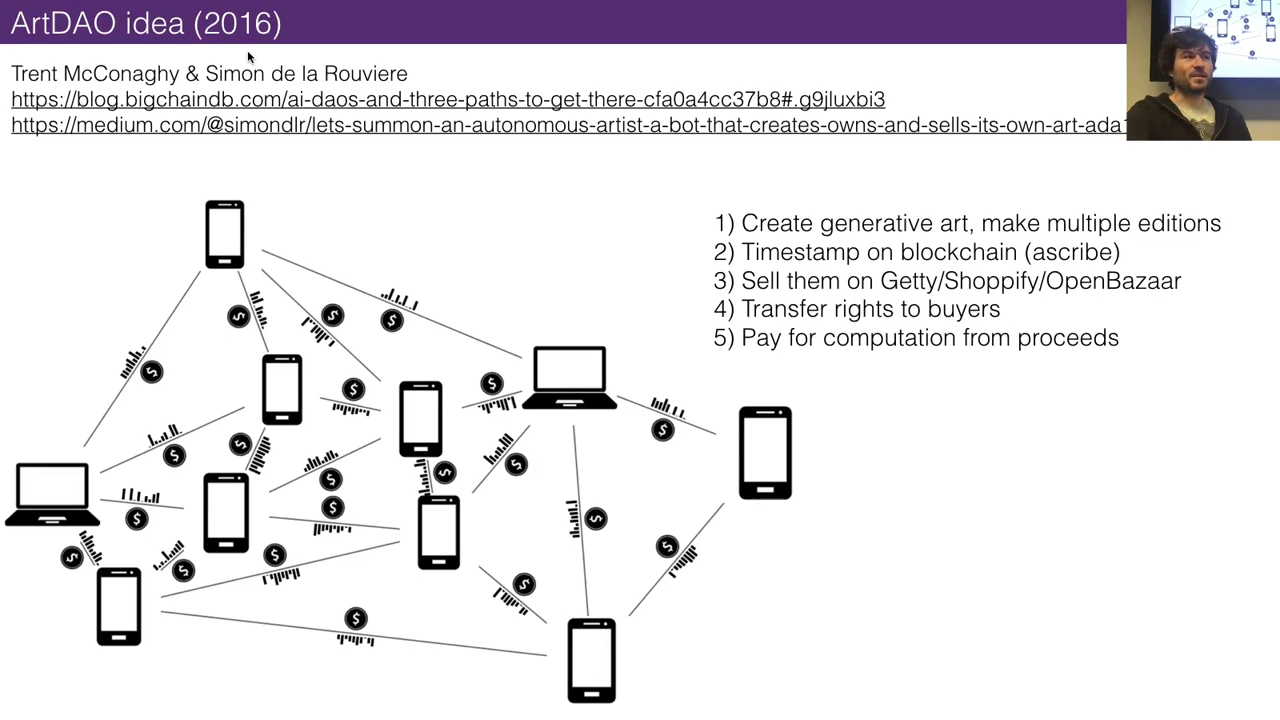 ArtDAO idea (2016)
Trent McConaghy & Simon de la Rouviere
https://blog.bigchaindb.com/ai-daos-and-three-paths-to-get-there-cfa0a4cc37b8#.g9jluxbi3
https://medium.com/@simondlr/lets-summon-an-autonomous-artist-a-bot-that-creates-owns-and-sells-its-own-art-ada1
1) Create generative art, make multiple editions
2) Timestamp on blockchain (ascribe)
3) Sell them on Getty/Shoppify/OpenBazaar
4) Transfer rights to buyers
5) Pay for computation from proceeds